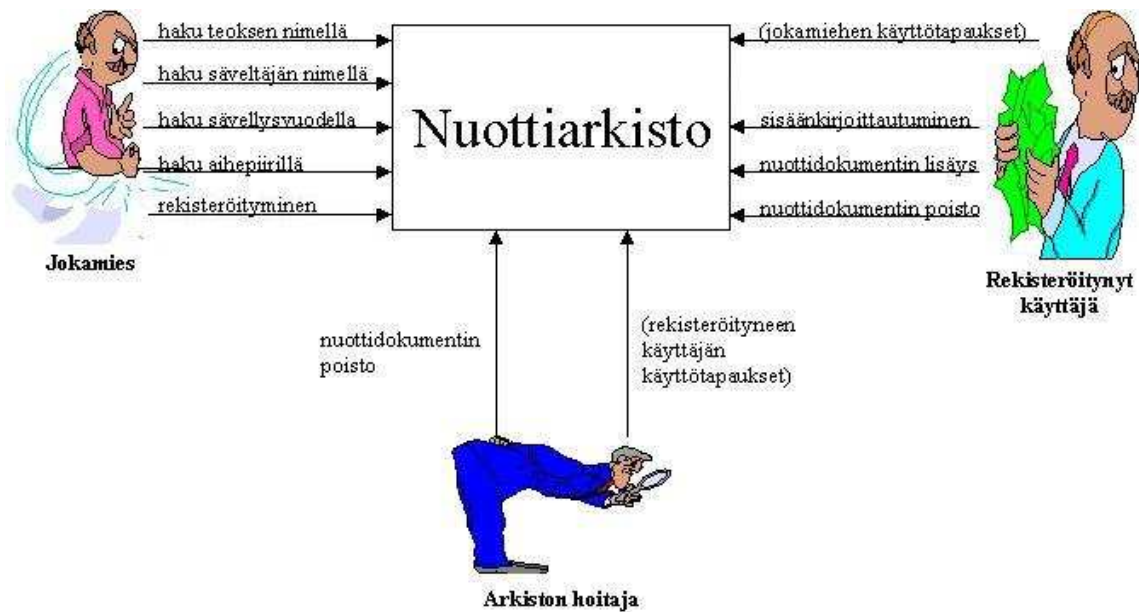 haku teoksen nimellä
haku säveltäjän nimellä
haku sävellysvuodella
haku aihepiirillä
rekisteröityminen
Jokamies
Nuottiarkisto
(jokamiehen käyttötapaukset)
sisäänkirjoittautuminen
nuottidokumentin lisäys
nuottidokumentin poisto
Rekisteröitynyt
käyttäjä
nuottidokumentin
poisto
(rekisteröityneen
käyttäjän
käyttötapaukset)
Arkiston hoitaja